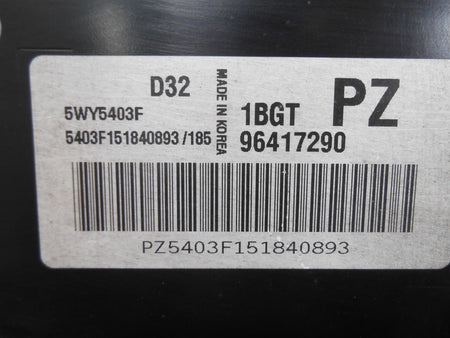 D32
5WY5403F
5403F151840893 /185
MADE IN KOREA
1BGT PZ
96417290
PZ5403F151840893